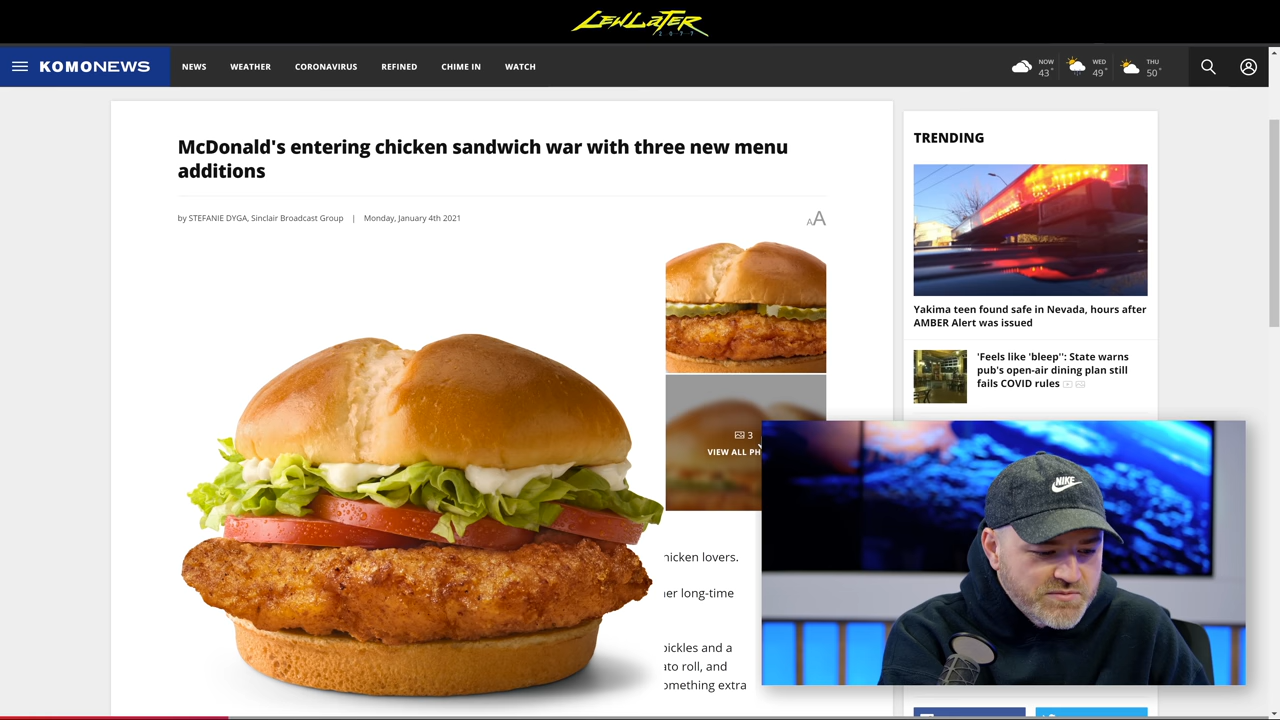 LEWLATER
2077
KOMONEWS
NEWS
WEATHER
CORONAVIRUS
REFINED
CHIME IN
WATCH
NOW
43°
WED
49°
THU
50°
McDonald's entering chicken sandwich war with three new menu
additions
by STEFANIE DYGA, Sinclair Broadcast Group | Monday, January 4th 2021
AA
3
VIEW ALL PH
hicken lovers.
er long-time
pickles and a
ato roll, and
omething extra
TRENDING
Yakima teen found safe in Nevada, hours after
AMBER Alert was issued
'Feels like 'bleep'': State warns
pub's open-air dining plan still
fails COVID rules
NIKE